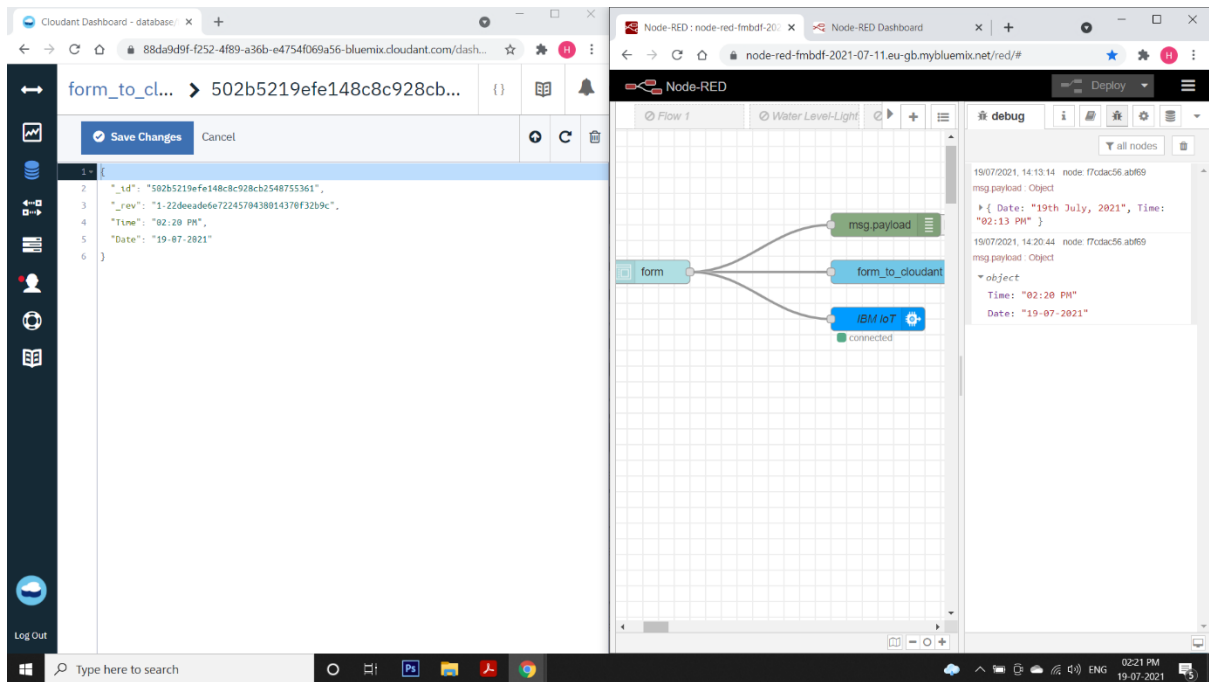 Cloudant Dashboard - database/
88da9d9f-f252-4f89-a36b-e4754f069a56-bluemix.cloudant.com/dash...
H
form_to_cl... > 502b5219efe148c8c928cb...
{ }
Save Changes
Cancel
1 {
2 "_id": "502b5219efe148c8c928cb2548755361",
3 "_rev": "1-22deeade6e7224570438014370f32b9c",
4 "Time": "02:20 PM",
5 "Date": "19-07-2021"
6 }
Log Out
Node-RED : node-red-fmbdf-202
Node-RED Dashboard
node-red-fmbdf-2021-07-11.eu-gb.mybluemix.net/red/#
H
Node-RED
Deploy
Flow 1
Water Level-Light
debug
i
all nodes
19/07/2021, 14:13:14 node: f7cdac56.abf69
msg.payload : Object
{ Date: "19th July, 2021", Time:
"02:13 PM" }
19/07/2021, 14:20:44 node: f7cdac56.abf69
msg.payload : Object
object
Time: "02:20 PM"
Date: "19-07-2021"
msg.payload
form
form_to_cloudant
IBM IoT
connected
Type here to search
Ps
ENG
02:21 PM
19-07-2021
5